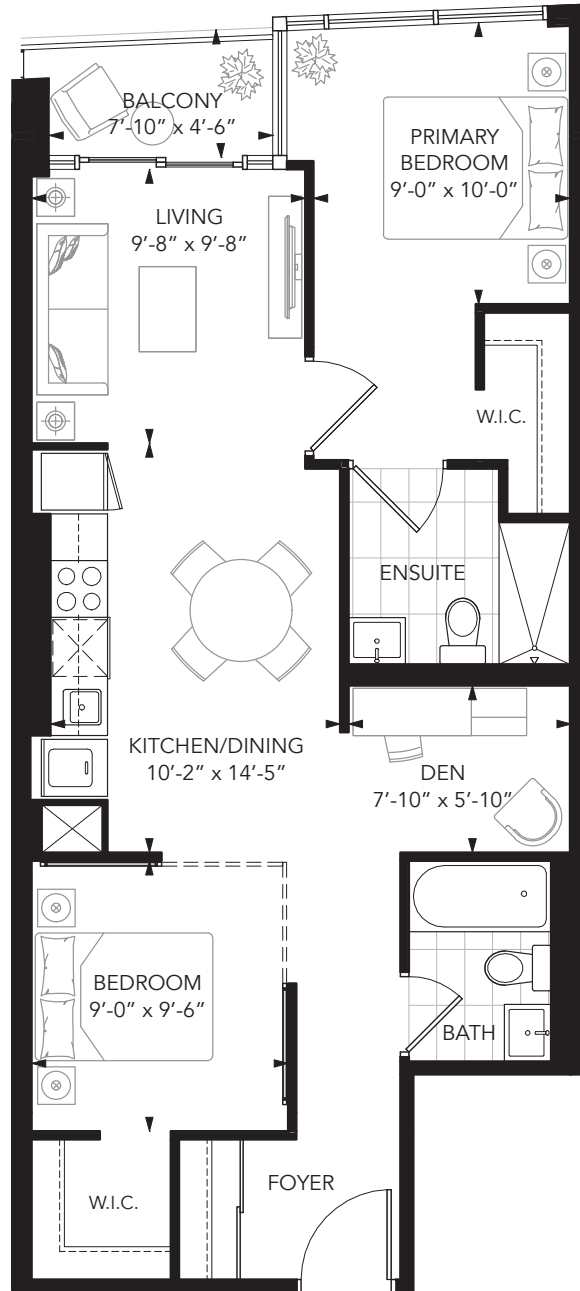 BALCONY
7'-10" x 4'-6"
PRIMARY
BEDROOM
9'-0" x 10'-0"
LIVING
9'-8" x 9'-8"
W.I.C.
ENSUITE
KITCHEN/DINING
10'-2" x 14'-5"
DEN
7'-10" x 5'-10"
BEDROOM
9'-0" x 9'-6"
BATH
W.I.C.
FOYER